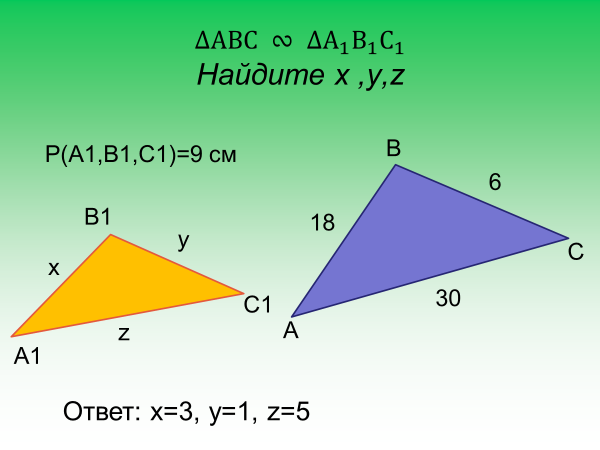 ΔABC ∾ ΔA₁B₁C₁
Найдите x ,y,z
P(A1,B1,C1)=9 см
B
6
B1
y
18
C
x
30
C1
A
z
A1
Ответ: x=3, y=1, z=5